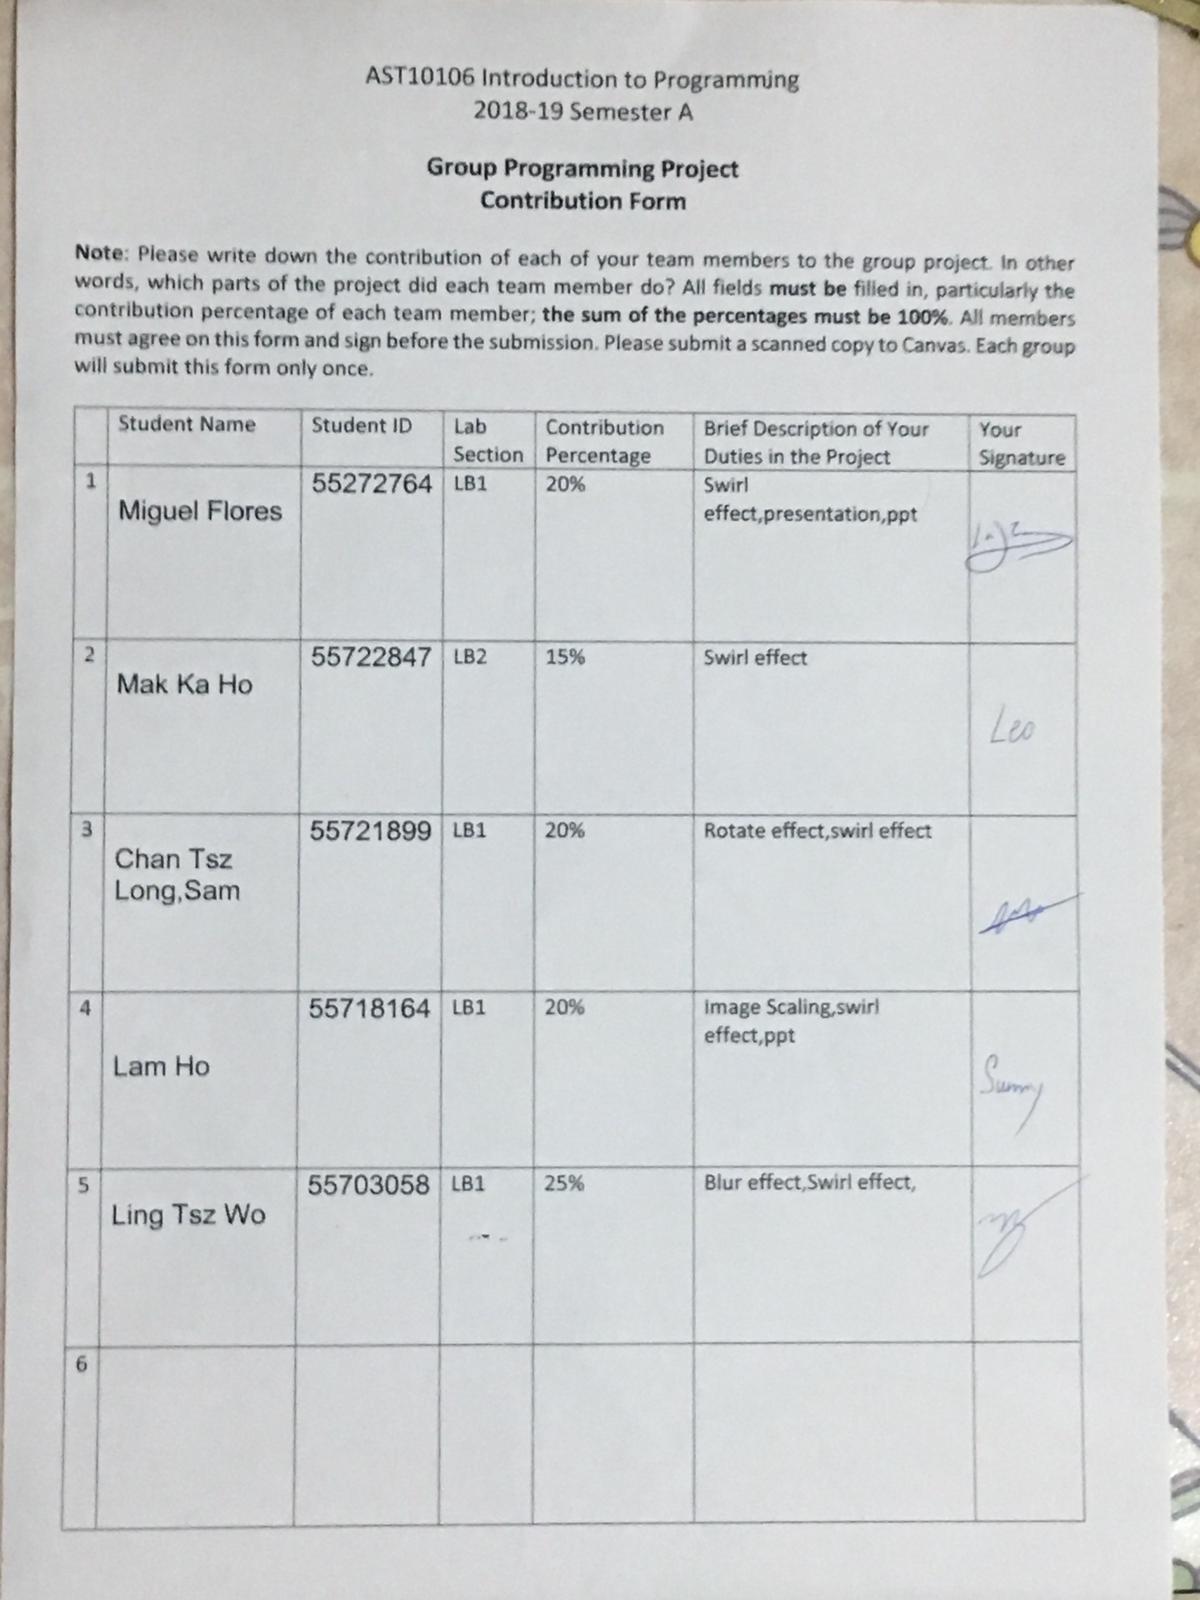 AST10106 Introduction to Programming
2018-19 Semester A
Group Programming Project
Contribution Form
Note: Please write down the contribution of each of your team members to the group project. In other
words, which parts of the project did each team member do? All fields must be filled in, particularly the
contribution percentage of each team member; the sum of the percentages must be 100%. All members
must agree on this form and sign before the submission. Please submit a scanned copy to Canvas. Each group
will submit this form only once.
Student Name Student ID Lab Section Contribution Percentage Brief Description of Your Duties in the Project Your Signature
1 Miguel Flores 55272764 LB1 20% Swirl effect,presentation,ppt
2 Mak Ka Ho 55722847 LB2 15% Swirl effect Leo
3 Chan Tsz Long,Sam 55721899 LB1 20% Rotate effect,swirl effect
4 Lam Ho 55718164 LB1 20% Image Scaling,swirl effect,ppt Sunny
5 Ling Tsz Wo 55703058 LB1 25% Blur effect,Swirl effect,
6